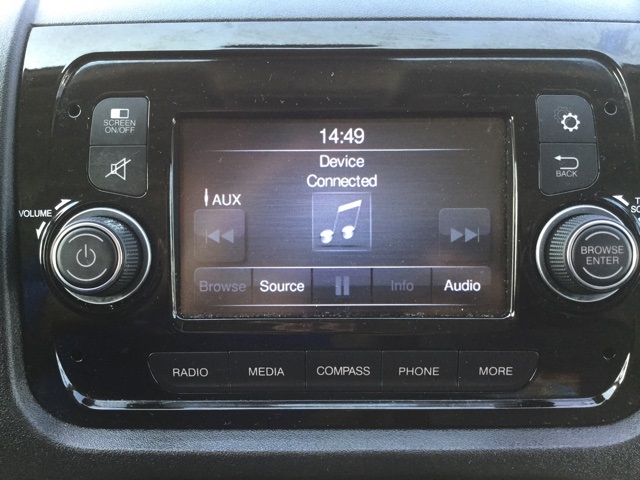 14:49
SCREEN
ON/OFF
Device
Connected
AUX
BACK
VOLUME
BROWSE
ENTER
Browse Source Info Audio
RADIO MEDIA COMPASS PHONE MORE